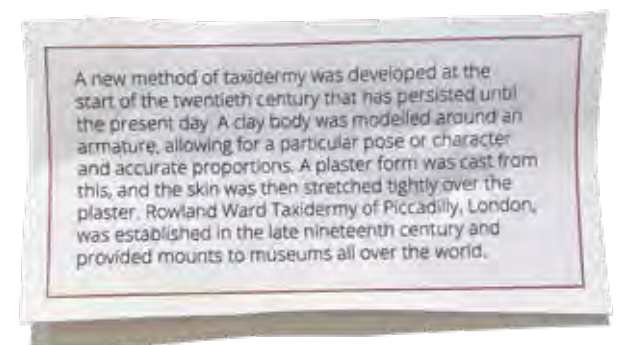 A new method of taxidermy was developed at the
start of the twentieth century that has persisted until
the present day. A clay body was modelled around an
armature, allowing for a particular pose or character
and accurate proportions. A plaster form was cast from
this, and the skin was then stretched tightly over the
plaster. Rowland Ward Taxidermy of Piccadilly, London,
was established in the late nineteenth century and
provided mounts to museums all over the world.